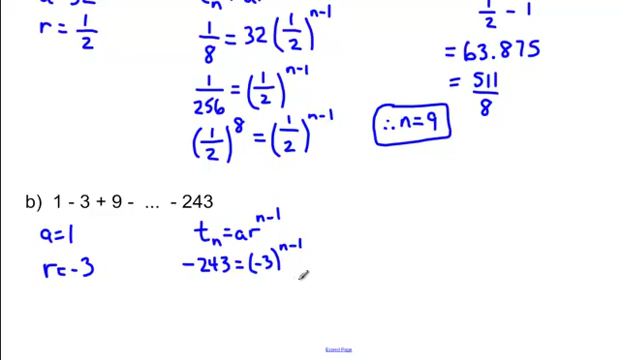 r = 1/2
1/8 = 32(1/2)^(n-1)
1/256 = (1/2)^(n-1)
(1/2)^8 = (1/2)^(n-1)
1/2 - 1
= 63.875
= 511/8
∴ n = 9
b) 1 - 3 + 9 - ... - 243
a = 1
r = -3
t_n = ar^(n-1)
-243 = (-3)^(n-1)